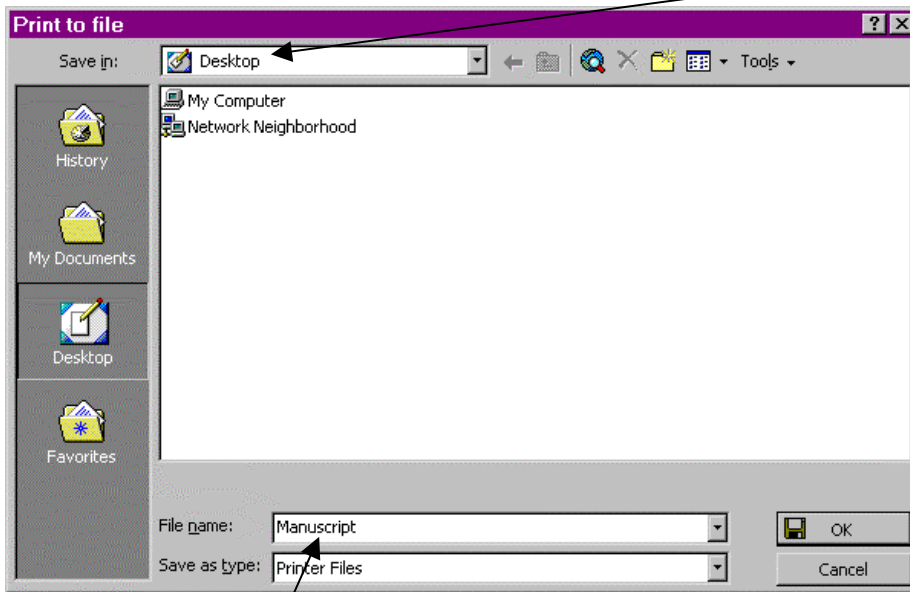 Print to file
Save in: Desktop Tools
My Computer
Network Neighborhood
History
My Documents
Desktop
Favorites
File name: Manuscript OK
Save as type: Printer Files Cancel